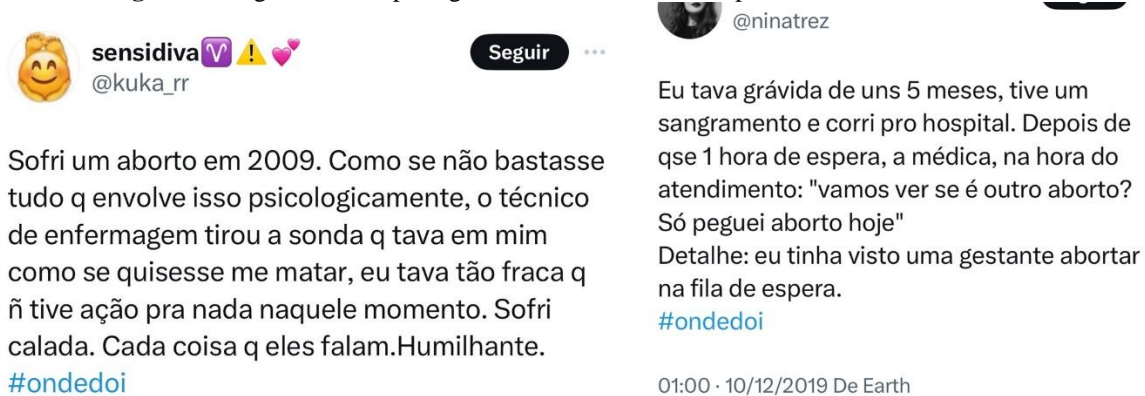 sensidiva♈⚠️💕
@kuka_rr
Seguir
Sofri um aborto em 2009. Como se não bastasse
tudo q envolve isso psicologicamente, o técnico
de enfermagem tirou a sonda q tava em mim
como se quisesse me matar, eu tava tão fraca q
ñ tive ação pra nada naquele momento. Sofri
calada. Cada coisa q eles falam.Humilhante.
#ondedoi
@ninatrez
Eu tava grávida de uns 5 meses, tive um
sangramento e corri pro hospital. Depois de
qse 1 hora de espera, a médica, na hora do
atendimento: "vamos ver se é outro aborto?
Só peguei aborto hoje"
Detalhe: eu tinha visto uma gestante abortar
na fila de espera.
#ondedoi
01:00 · 10/12/2019 De Earth